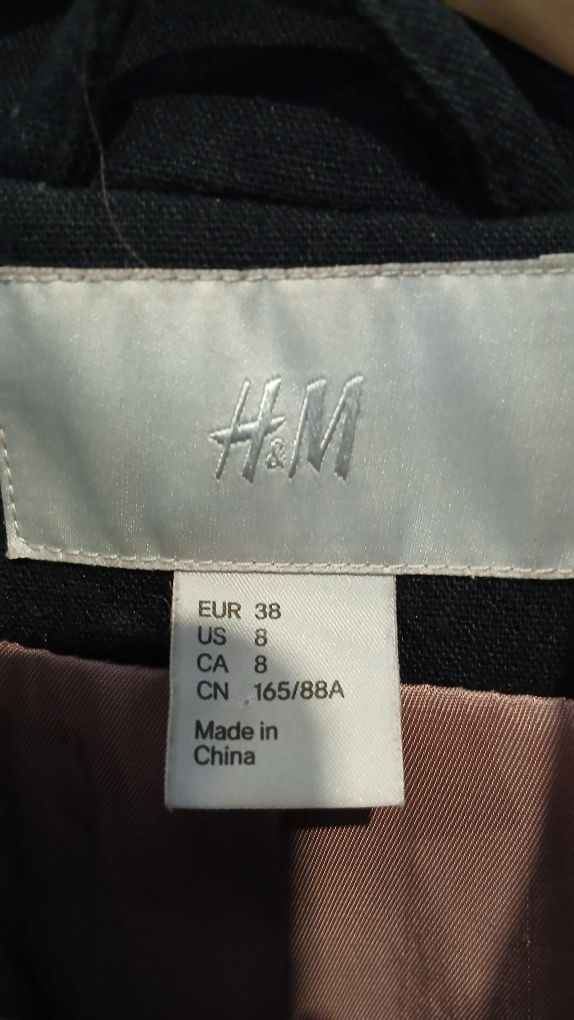 H&M
EUR 38
US 8
CA 8
CN 165/88A
Made in
China